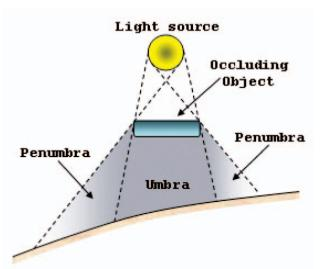 Light source
Occluding
Object
Penumbra
Penumbra
Umbra